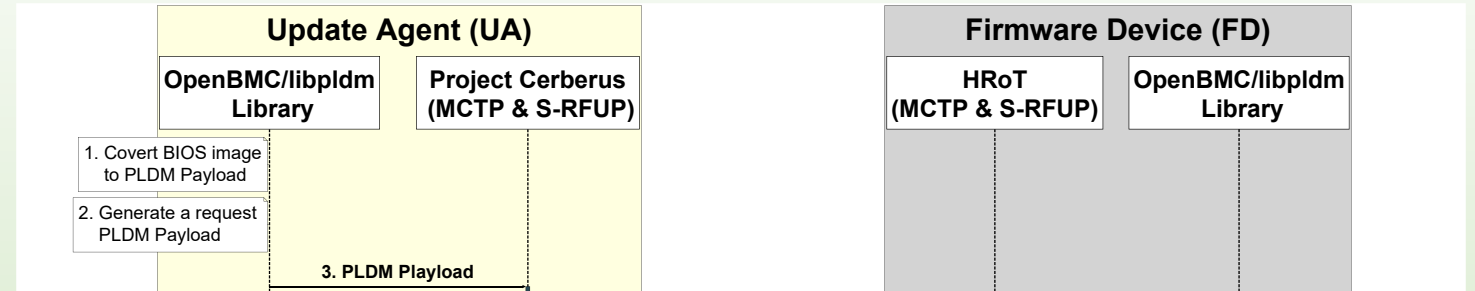 Update Agent (UA)
Firmware Device (FD)
OpenBMC/libpldm
Library
Project Cerberus
(MCTP & S-RFUP)
HRoT
(MCTP & S-RFUP)
OpenBMC/libpldm
Library
1. Covert BIOS image
to PLDM Payload
2. Generate a request
PLDM Payload
3. PLDM Playload